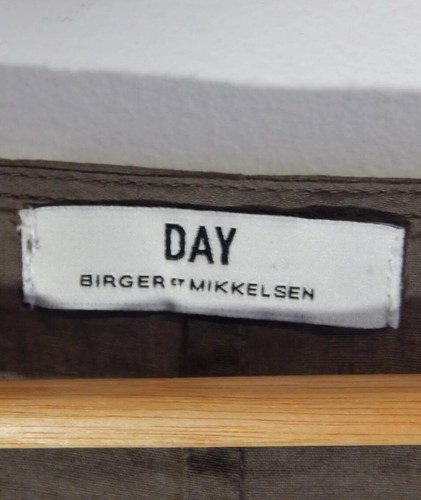 DAY
BIRGER ET MIKKELSEN